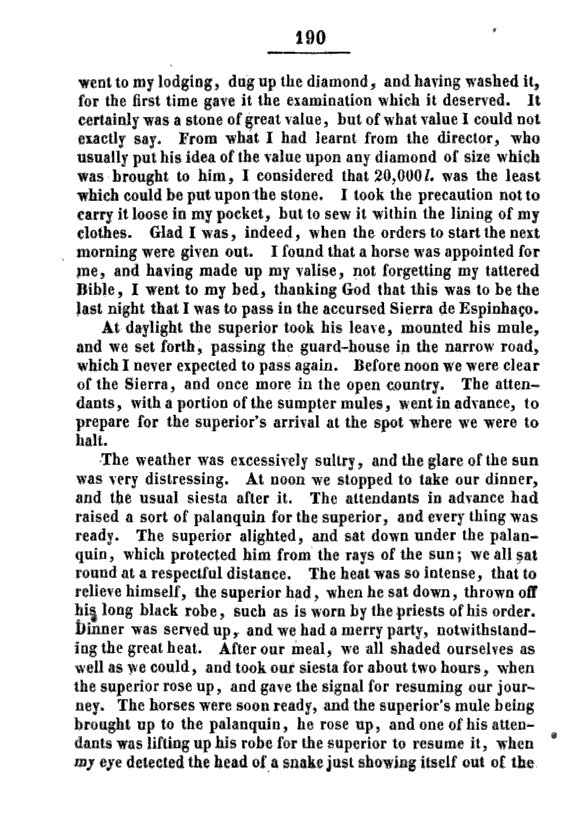 190
went to my lodging, dug up the diamond, and having washed it,
for the first time gave it the examination which it deserved. It
certainly was a stone of great value, but of what value I could not
exactly say. From what I had learnt from the director, who
usually put his idea of the value upon any diamond of size which
was brought to him, I considered that 20,000l. was the least
which could be put upon the stone. I took the precaution not to
carry it loose in my pocket, but to sew it within the lining of my
clothes. Glad I was, indeed, when the orders to start the next
morning were given out. I found that a horse was appointed for
me, and having made up my valise, not forgetting my tattered
Bible, I went to my bed, thanking God that this was to be the
last night that I was to pass in the accursed Sierra de Espinhaço.
At daylight the superior took his leave, mounted his mule,
and we set forth, passing the guard-house in the narrow road,
which I never expected to pass again. Before noon we were clear
of the Sierra, and once more in the open country. The atten-
dants, with a portion of the sumpter mules, went in advance, to
prepare for the superior's arrival at the spot where we were to
halt.
The weather was excessively sultry, and the glare of the sun
was very distressing. At noon we stopped to take our dinner,
and the usual siesta after it. The attendants in advance had
raised a sort of palanquin for the superior, and every thing was
ready. The superior alighted, and sat down under the palan-
quin, which protected him from the rays of the sun; we all sat
round at a respectful distance. The heat was so intense, that to
relieve himself, the superior had, when he sat down, thrown off
his long black robe, such as is worn by the priests of his order.
Dinner was served up, and we had a merry party, notwithstand-
ing the great heat. After our meal, we all shaded ourselves as
well as we could, and took our siesta for about two hours, when
the superior rose up, and gave the signal for resuming our jour-
ney. The horses were soon ready, and the superior's mule being
brought up to the palanquin, he rose up, and one of his atten-
dants was lifting up his robe for the superior to resume it, when
my eye detected the head of a snake just showing itself out of the